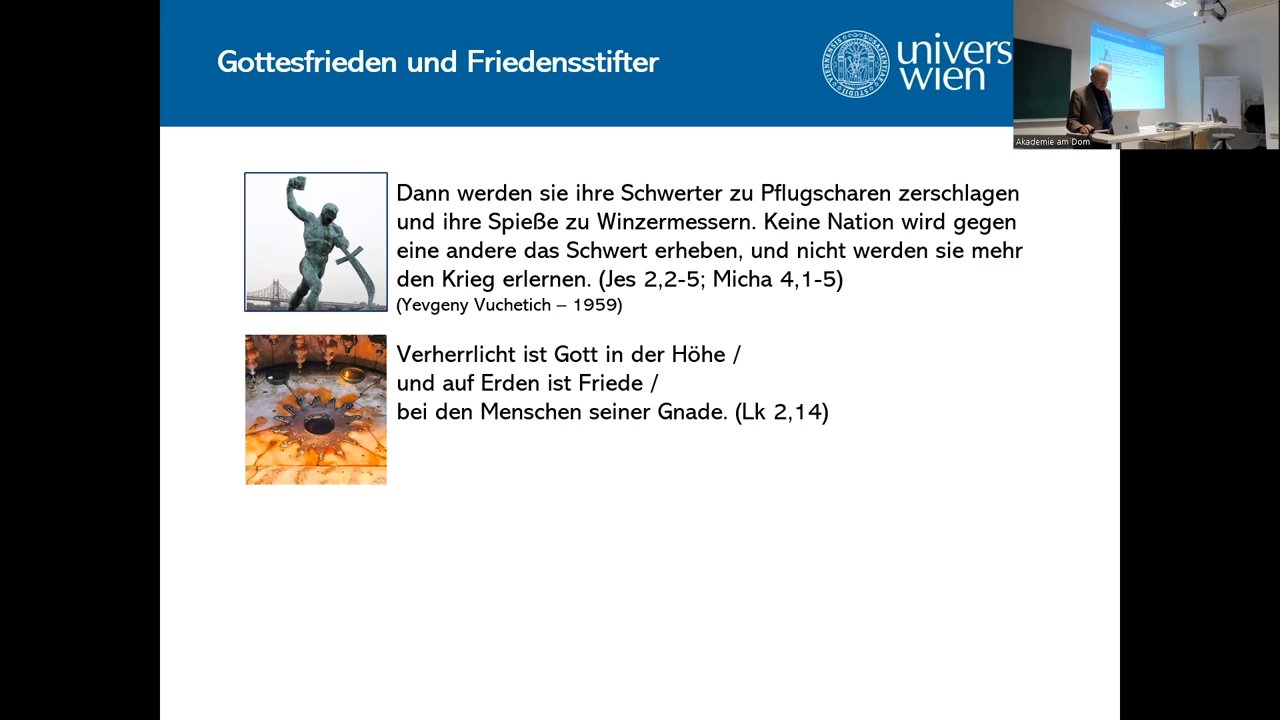 Gottesfrieden und Friedensstifter
univers
wien
Akademie am Dom
Dann werden sie ihre Schwerter zu Pflugscharen zerschlagen
und ihre Spieße zu Winzermessern. Keine Nation wird gegen
eine andere das Schwert erheben, und nicht werden sie mehr
den Krieg erlernen. (Jes 2,2-5; Micha 4,1-5)
(Yevgeny Vuchetich – 1959)
Verherrlicht ist Gott in der Höhe /
und auf Erden ist Friede /
bei den Menschen seiner Gnade. (Lk 2,14)